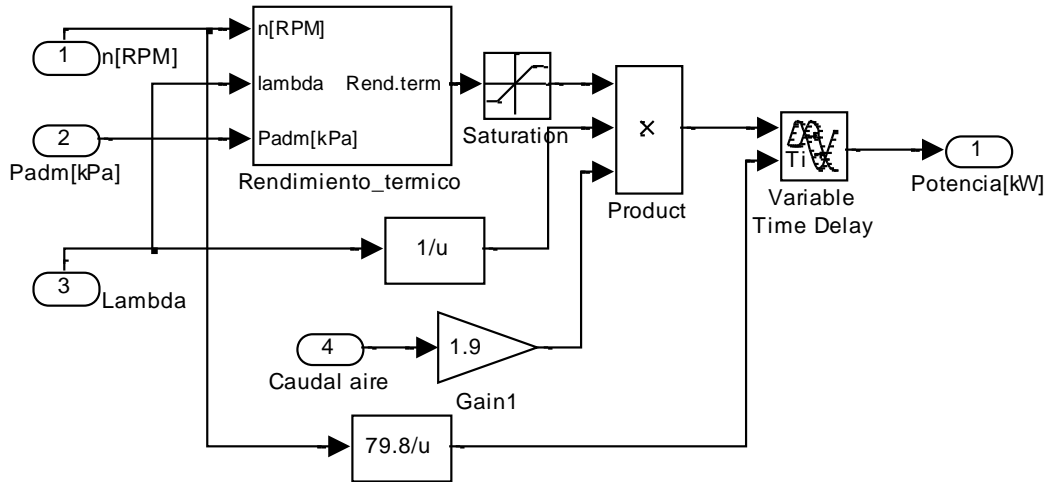 n[RPM]
1
n[RPM]
lambda
Rend.term
2
Padm[kPa]
Padm[kPa]
Rendimiento_termico
Saturation
x
Product
Ti
Variable
Time Delay
1
Potencia[kW]
1/u
3
Lambda
4
Caudal aire
1.9
Gain1
79.8/u